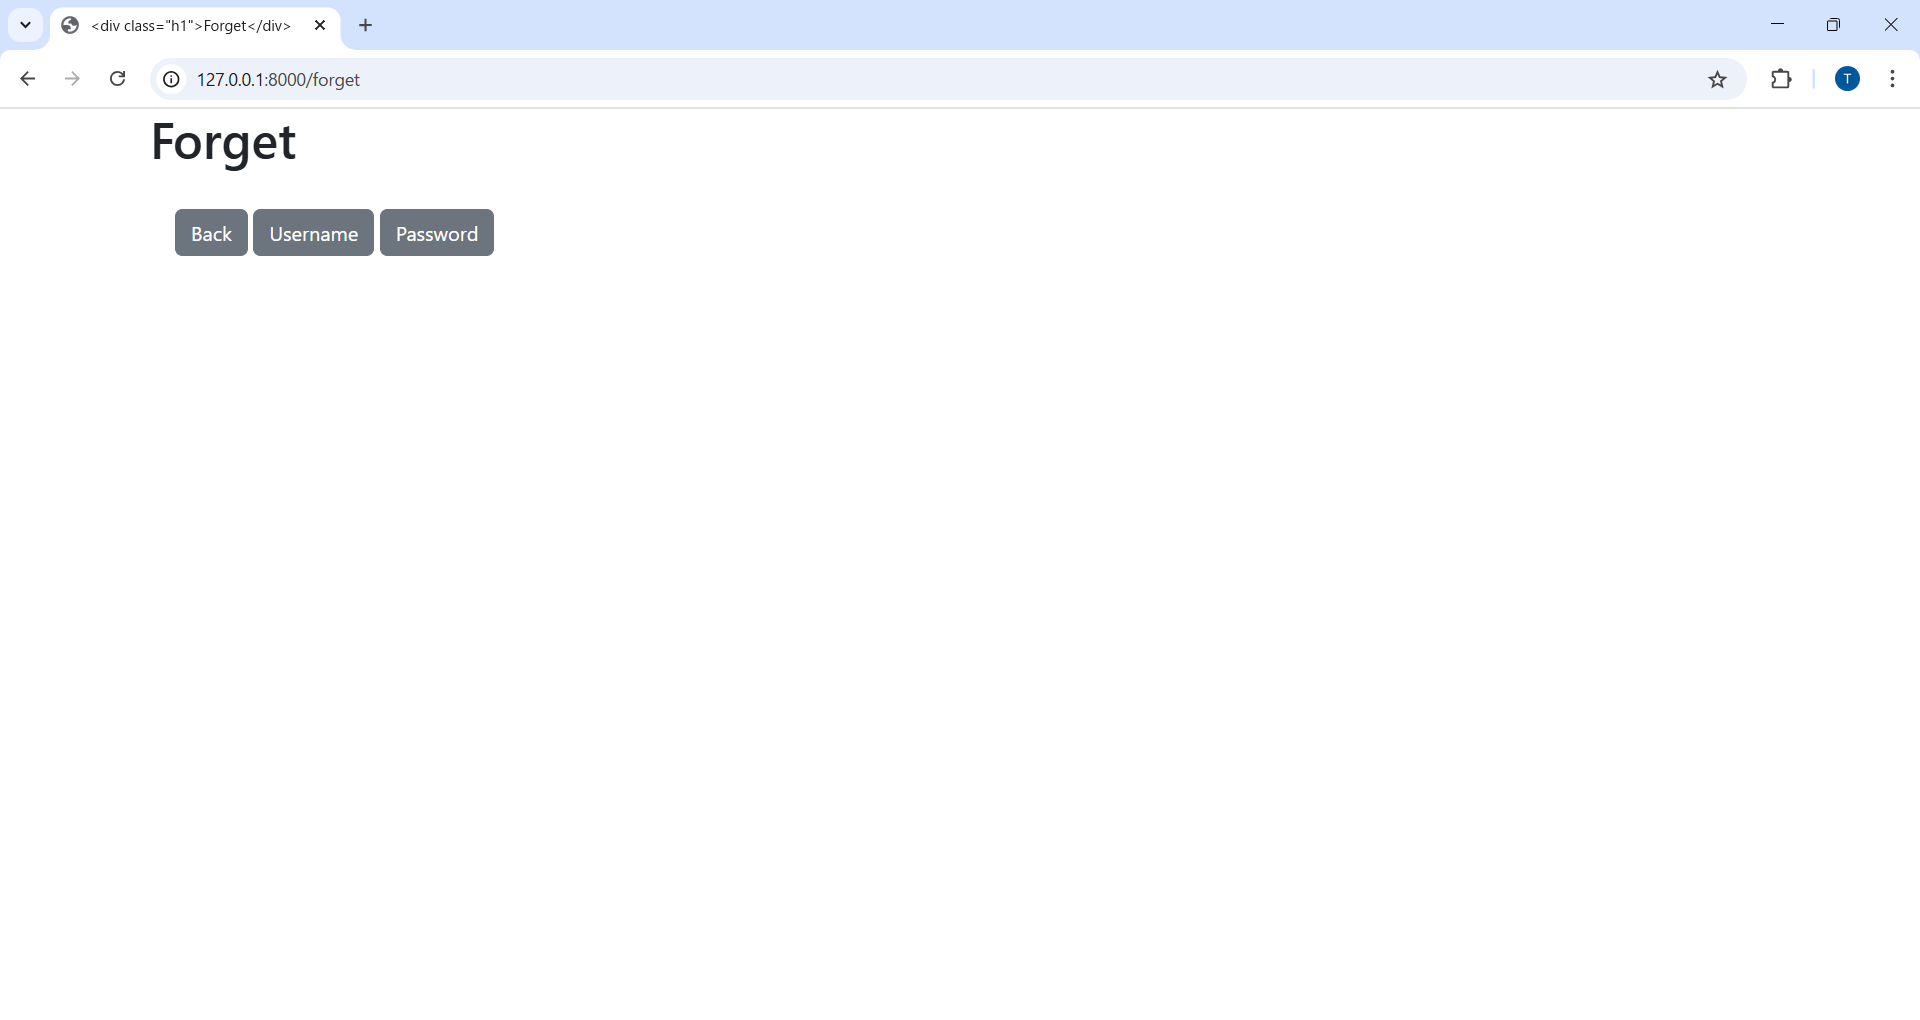 <div class="h1">Forget</div>
127.0.0.1:8000/forget
T
Forget
Back Username Password